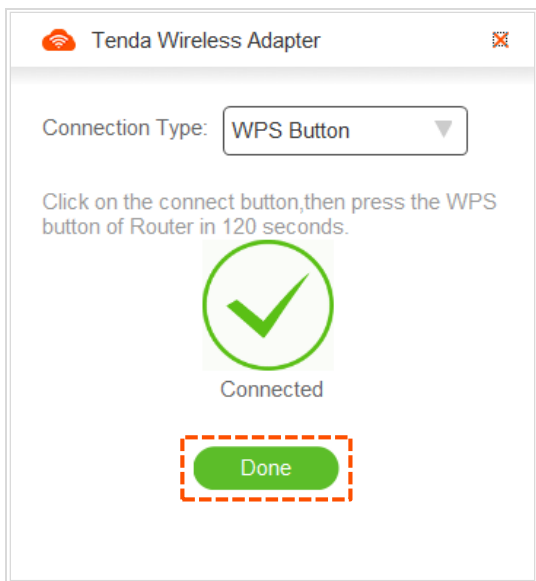 Tenda Wireless Adapter
Connection Type: WPS Button
Click on the connect button,then press the WPS
button of Router in 120 seconds.
Connected
Done